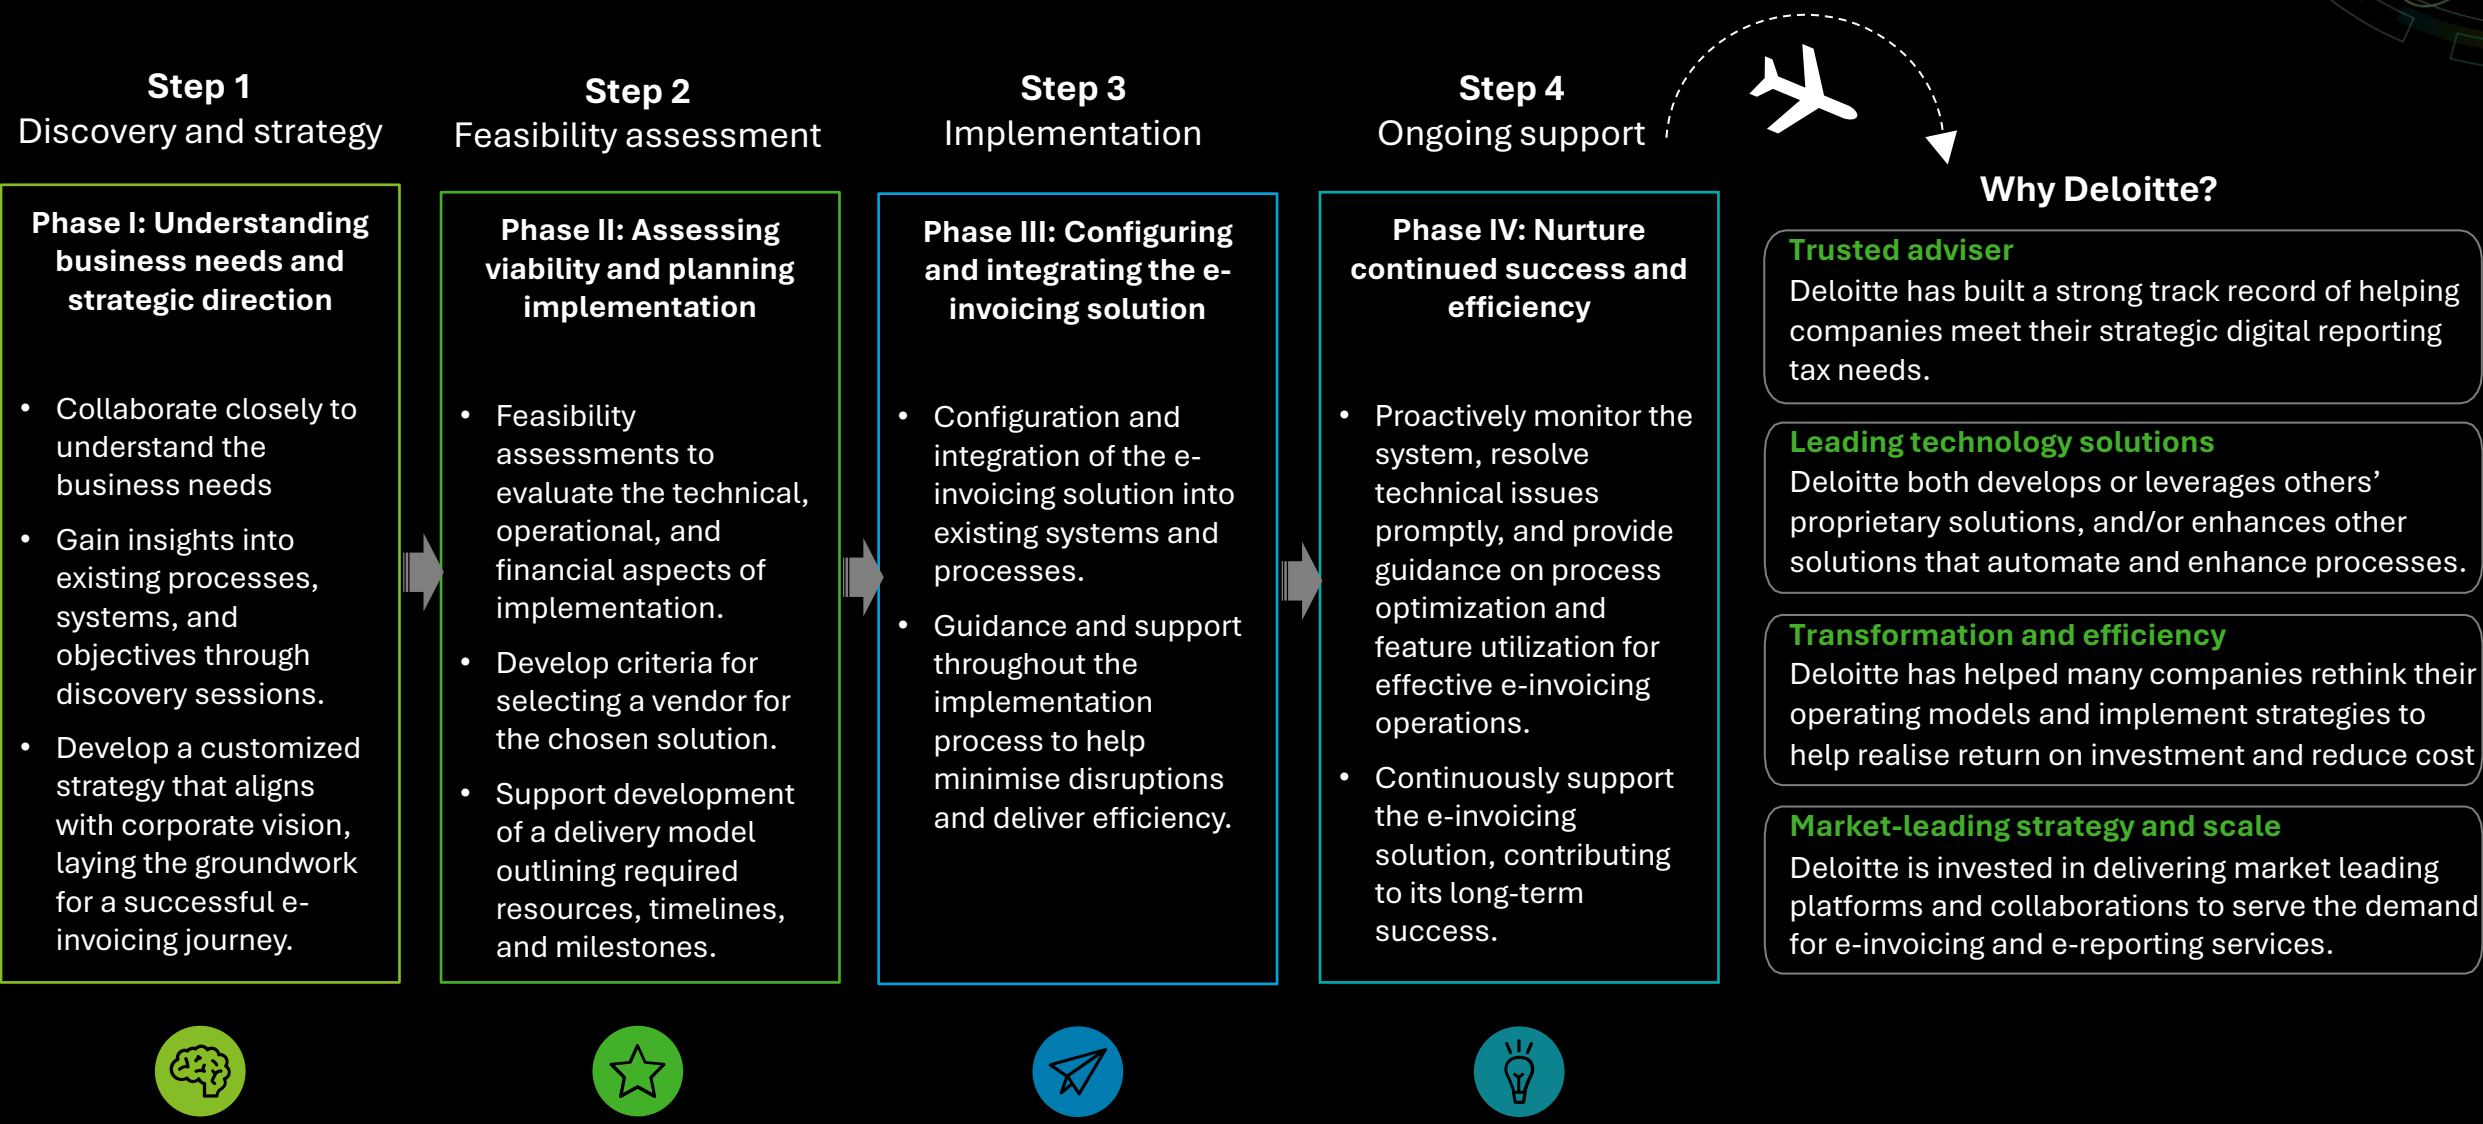 Step 1
Discovery and strategy
Phase I: Understanding
business needs and
strategic direction
• Collaborate closely to
understand the
business needs
• Gain insights into
existing processes,
systems, and
objectives through
discovery sessions.
• Develop a customized
strategy that aligns
with corporate vision,
laying the groundwork
for a successful e-
invoicing journey.
Step 2
Feasibility assessment
Phase II: Assessing
viability and planning
implementation
• Feasibility
assessments to
evaluate the technical,
operational, and
financial aspects of
implementation.
• Develop criteria for
selecting a vendor for
the chosen solution.
• Support development
of a delivery model
outlining required
resources, timelines,
and milestones.
Step 3
Implementation
Phase III: Configuring
and integrating the e-
invoicing solution
• Configuration and
integration of the e-
invoicing solution into
existing systems and
processes.
• Guidance and support
throughout the
implementation
process to help
minimise disruptions
and deliver efficiency.
Step 4
Ongoing support
Phase IV: Nurture
continued success and
efficiency
• Proactively monitor the
system, resolve
technical issues
promptly, and provide
guidance on process
optimization and
feature utilization for
effective e-invoicing
operations.
• Continuously support
the e-invoicing
solution, contributing
to its long-term
success.
Why Deloitte?
Trusted adviser
Deloitte has built a strong track record of helping
companies meet their strategic digital reporting
tax needs.
Leading technology solutions
Deloitte both develops or leverages others’
proprietary solutions, and/or enhances other
solutions that automate and enhance processes.
Transformation and efficiency
Deloitte has helped many companies rethink their
operating models and implement strategies to
help realise return on investment and reduce cost
Market-leading strategy and scale
Deloitte is invested in delivering market leading
platforms and collaborations to serve the demand
for e-invoicing and e-reporting services.